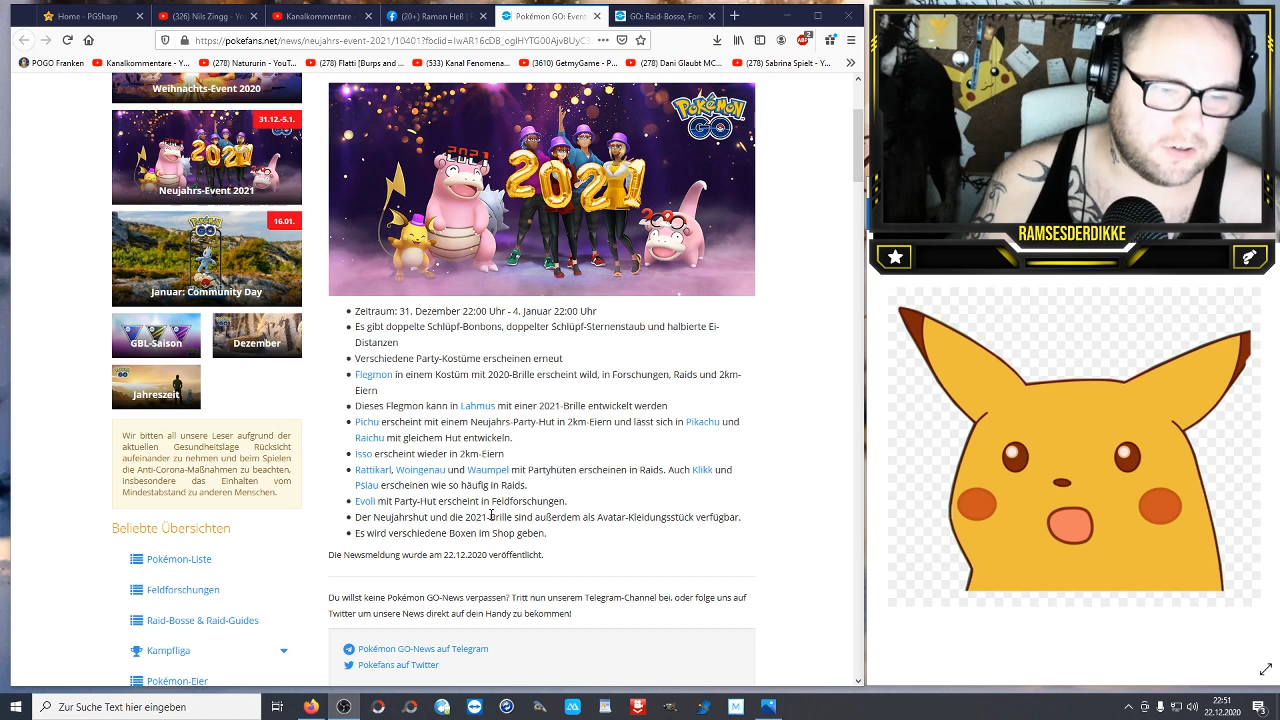 Home - PGSharp
(326) Nils Zingg - YouT
Kanalkommentare
(20+) Ramon Heß | F
Pokémon GO: Event
GO: Raid-Bosse, For
https://pokefans.net/news/neujahrs-event-2021/10401?
2
POGO Franken
Kanalkommentare - Y...
(278) Natururin - YouT...
(278) Flatti [Burps and ...
(533) Kanal Fenomena...
(3610) GetmyGame - P...
(278) Dani Glaubt MC...
(278) Sabrina Spielt - Y...
Weihnachts-Event 2020
31.12.-5.1.
2021
Neujahrs-Event 2021
16.01.
POKÉMON GO
Januar: Community Day
GBL-Saison
Dezember
Jahreszeit
Wir bitten all unsere Leser aufgrund der
aktuellen Gesundheitslage Rücksicht
aufeinander zu nehmen und beim Spielen
die Anti-Corona-Maßnahmen zu beachten,
insbesondere das Einhalten vom
Mindestabstand zu anderen Menschen.
Beliebte Übersichten
Pokémon-Liste
Feldforschungen
Raid-Bosse & Raid-Guides
Kampfliga
Pokémon-Eier
POKÉMON GO
2021
2021
Zeitraum: 31. Dezember 22:00 Uhr - 4. Januar 22:00 Uhr
Es gibt doppelte Schlüpf-Bonbons, doppelter Schlüpf-Sternenstaub und halbierte Ei-
Distanzen
Verschiedene Party-Kostüme erscheinen erneut
Flegmon in einem Kostüm mit 2020-Brille erscheint wild, in Forschungen, Raids und 2km-
Eiern
Dieses Flegmon kann in Lahmus mit einer 2021-Brille entwickelt werden
Pichu erscheint mit einem Neujahrs-Party-Hut in 2km-Eiern und lässt sich in Pikachu und
Raichu mit gleichem Hut entwickeln.
Isso erscheint wieder in 2km-Eiern
Rattikarl, Woingenau und Waumpel mit Partyhüten erscheinen in Raids. Auch Klikk und
Psiau erscheinen wie so häufig in Raids.
Evoli mit Party-Hut erscheint in Feldforschungen.
Der Neujahrshut und die 2021-Brille sind außerdem als Avatar-Kleidungsstück verfügbar.
Es wird verschiedene Boxen im Shop geben.
Die Newsmeldung wurde am 22.12.2020 veröffentlicht.
Du willst keine Pokémon GO-News verpassen? Tritt nun unserem Telegram-Channel bei, oder folge uns auf
Twitter um unsere News direkt auf dein Handy zu bekommen!
Pokémon GO-News auf Telegram
Pokefans auf Twitter
RAMSESDERDIKKE
Zur Suche Text hier eingeben
22:51
22.12.2020